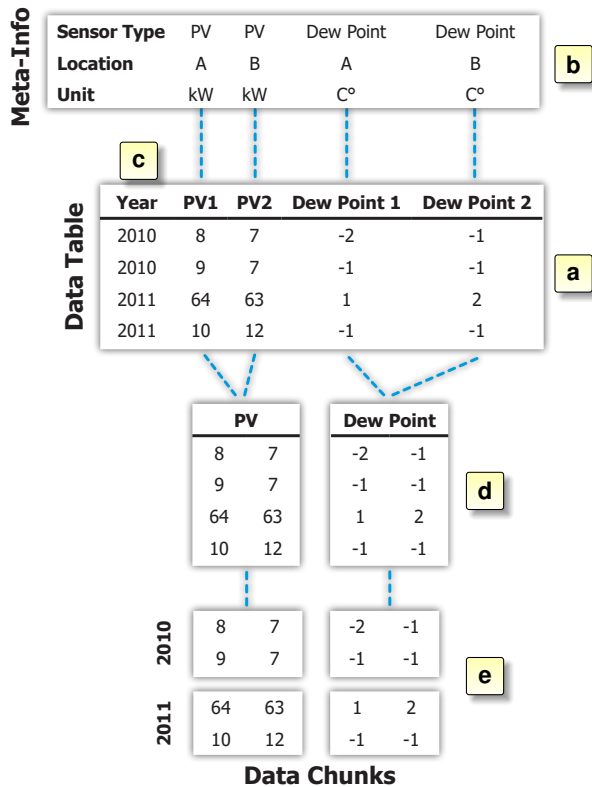 Meta-Info
Sensor Type PV PV Dew Point Dew Point
Location A B A B
Unit kW kW C° C°
b
c
Data Table
Year PV1 PV2 Dew Point 1 Dew Point 2
2010 8 7 -2 -1
2010 9 7 -1 -1
2011 64 63 1 2
2011 10 12 -1 -1
a
PV Dew Point
8 7 -2 -1
9 7 -1 -1
64 63 1 2
10 12 -1 -1
d
2010
8 7 -2 -1
9 7 -1 -1
e
2011
64 63 1 2
10 12 -1 -1
Data Chunks